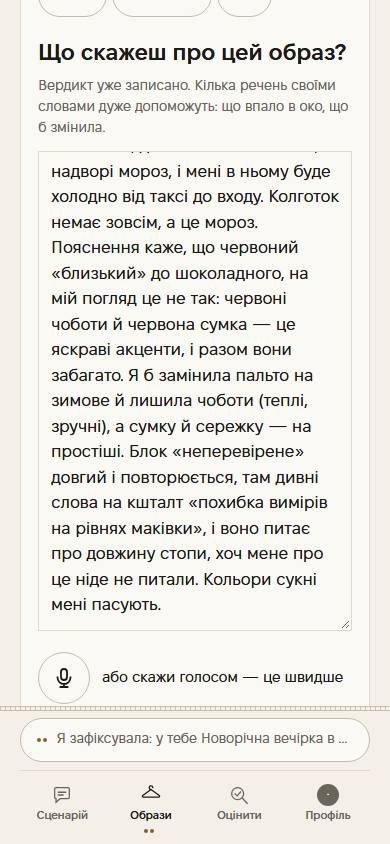 Що скажеш про цей образ?
Вердикт уже записано. Кілька речень своїми
словами дуже допоможуть: що впало в око, що
б змінила.
надворі мороз, і мені в ньому буде
холодно від таксі до входу. Колготок
немає зовсім, а це мороз.
Пояснення каже, що червоний
«близький» до шоколадного, на
мій погляд це не так: червоні
чоботи й червона сумка — це
яскраві акценти, і разом вони
забагато. Я б замінила пальто на
зимове й лишила чоботи (теплі,
зручні), а сумку й сережку — на
простіші. Блок «неперевірене»
довгий і повторюється, там дивні
слова на кшталт «похибка вимірів
на рівнях маківки», і воно питає
про довжину стопи, хоч мене про
це ніде не питали. Кольори сукні
мені пасують.
або скажи голосом — це швидше
Я зафіксувала: у тебе Новорічна вечірка в ...
Сценарій Образи Оцінити Профіль